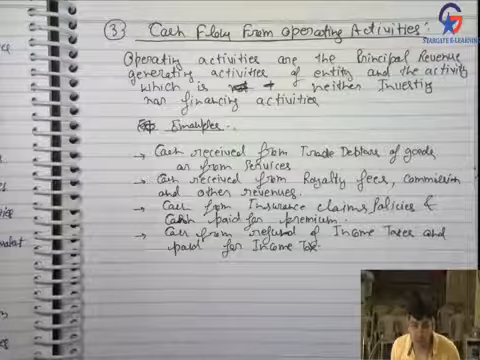 ③ "Cash Flow From Operating Activities".
STARGATE E-LEARNING
Operating activities are the Principal Revenue
generating activities of entity and the activity
which is neither Investing
nor financing activities
Examples
→ Cash received from Trade Debtors of goods
or from Services
→ Cash received from Royalty fees, commission
and other revenues.
→ Cash from Insurance claims, Policies &
Cash paid for premium.
→ Cash from refund of Income Taxes and
paid for Income Tax